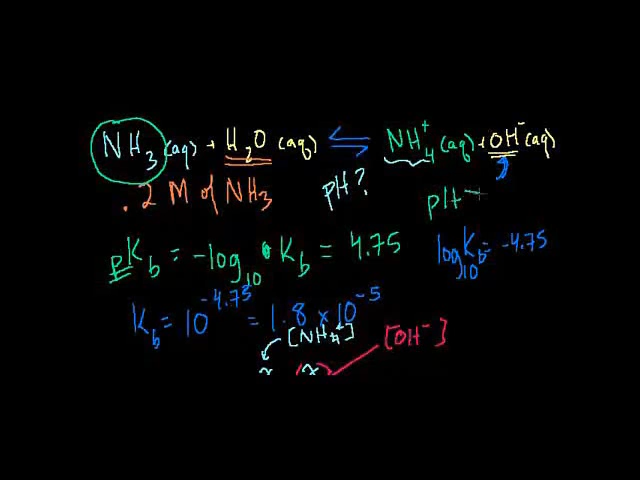 NH₃ (aq) + H₂O (aq) ⇌ NH₄⁺ (aq) + OH⁻ (aq)
.2 M of NH₃ pH? pH
pKb = -log₁₀ Kb = 4.75 log₁₀ Kb = -4.75
Kb = 10^-4.75 = 1.8 × 10^-5
[NH₄⁺] [OH⁻]
x x